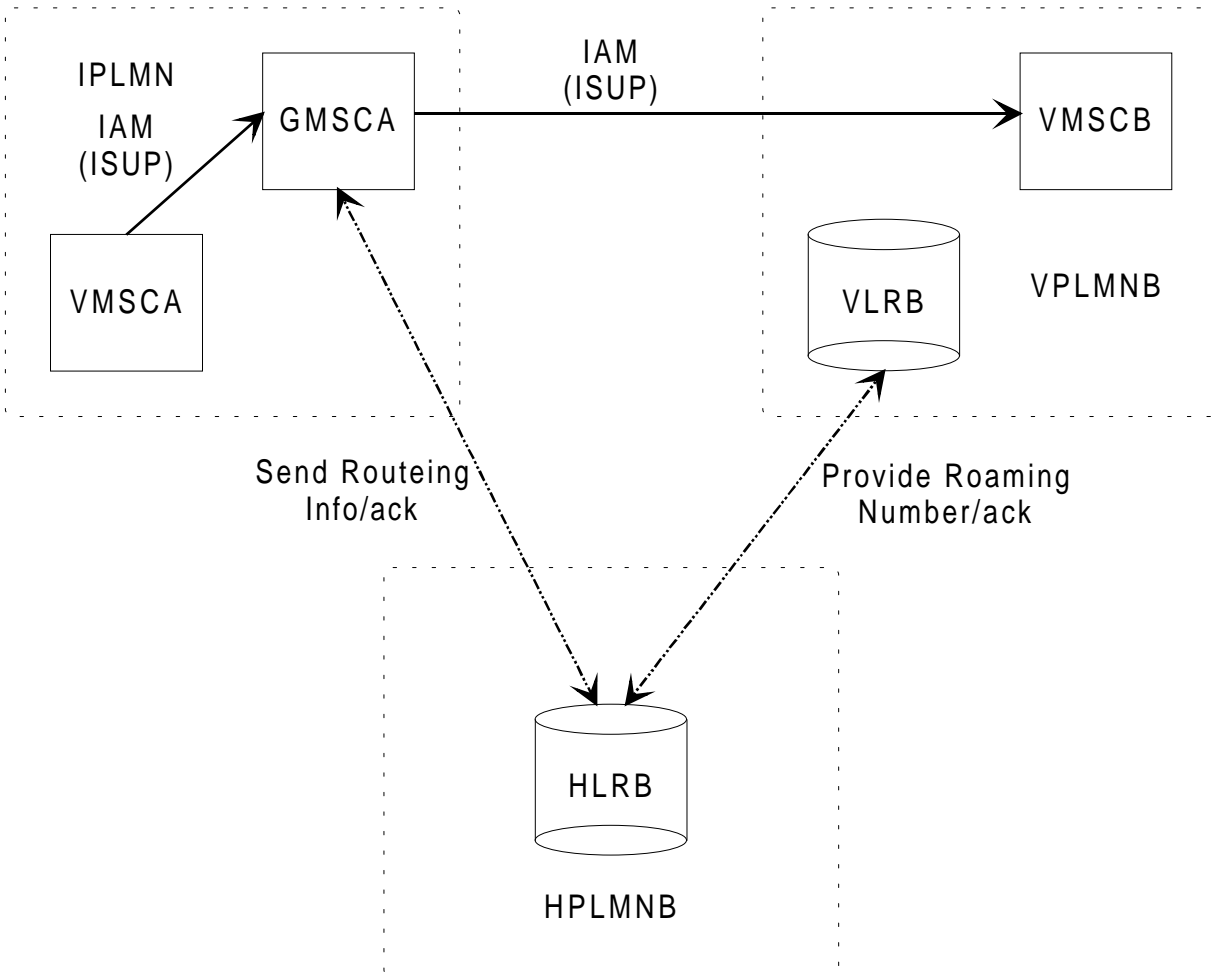 IPLMN
IAM
(ISUP)
GMSCA
VMSCA
IAM
(ISUP)
VMSCB
VLRB
VPLMNB
Send Routeing
Info/ack
Provide Roaming
Number/ack
HLRB
HPLMNB